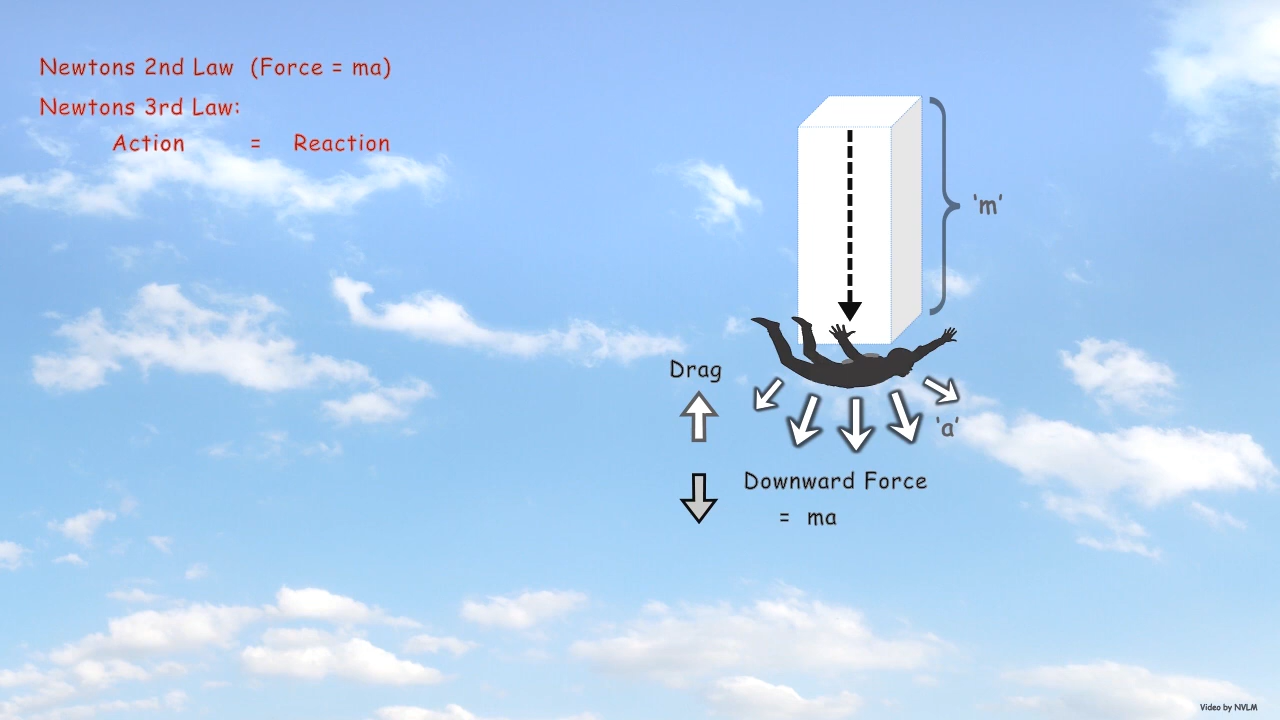 Newtons 2nd Law (Force = ma)
Newtons 3rd Law:
Action = Reaction
'm'
Drag
'a'
Downward Force
= ma
Video by NVLM